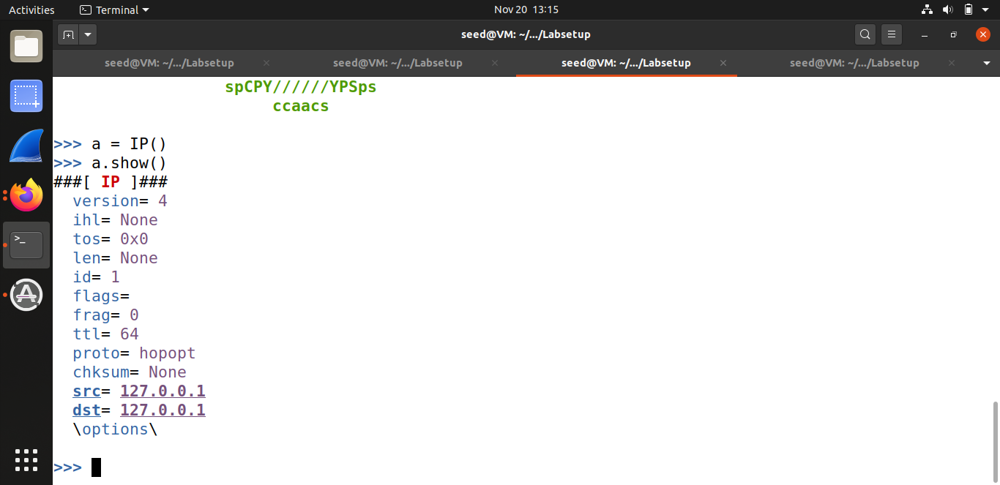 Activities Terminal Nov 20 13:15
seed@VM: ~/.../Labsetup
seed@VM: ~/.../Labsetup seed@VM: ~/.../Labsetup seed@VM: ~/.../Labsetup seed@VM: ~/.../Labsetup
spCPY//////YPSps
ccaacs
>>> a = IP()
>>> a.show()
###[ IP ]###
version= 4
ihl= None
tos= 0x0
len= None
id= 1
flags=
frag= 0
ttl= 64
proto= hopopt
chksum= None
src= 127.0.0.1
dst= 127.0.0.1
\options\
>>>